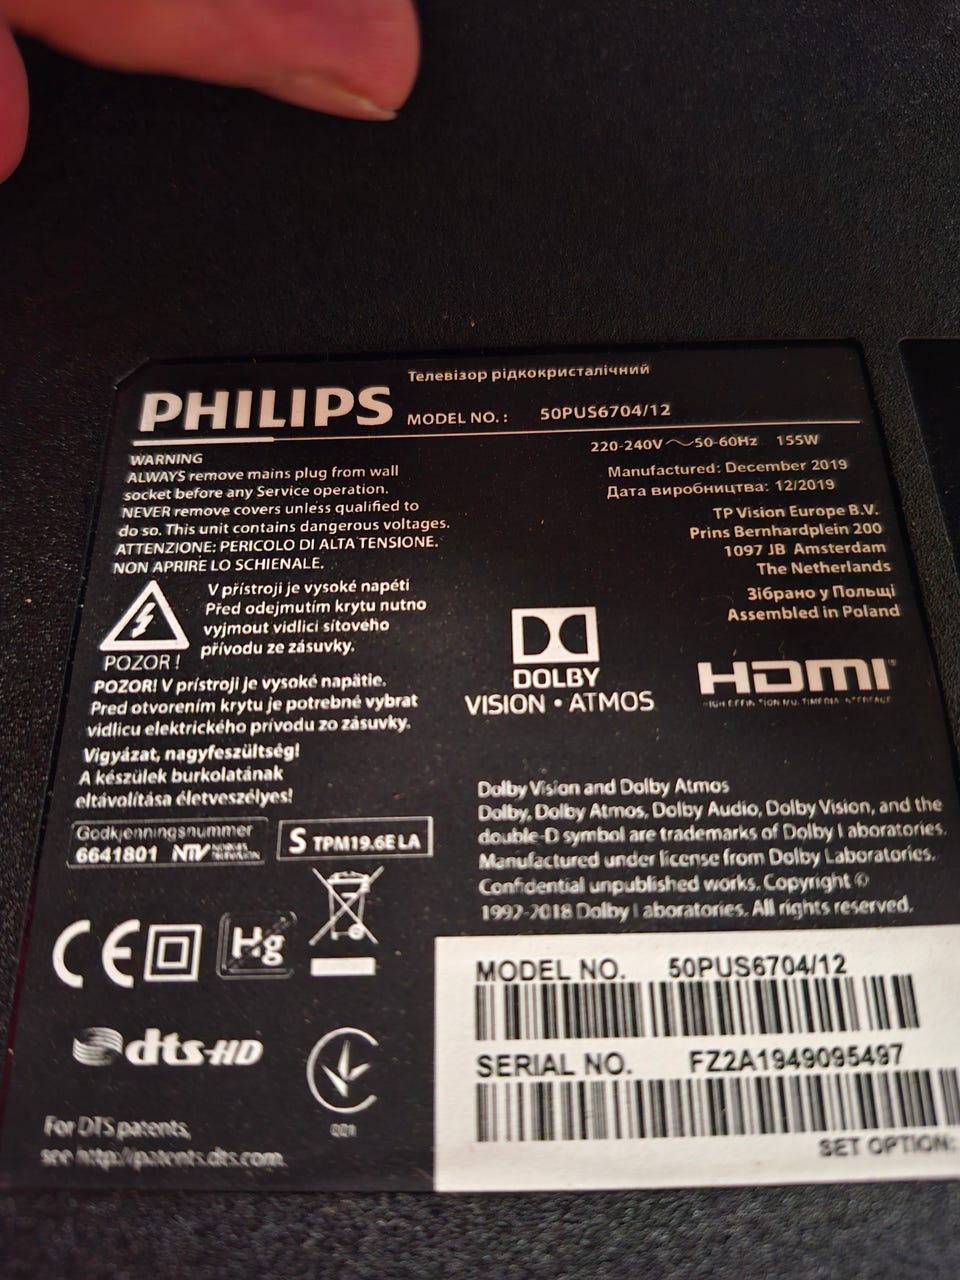 Телевізор рідкокристалічний
PHILIPS MODEL NO. : 50PUS6704/12
220-240V ~ 50-60Hz 155W
Manufactured: December 2019
Дата виробництва: 12/2019
TP Vision Europe B.V.
Prins Bernhardplein 200
1097 JB Amsterdam
The Netherlands
Зібрано у Польщі
Assembled in Poland
WARNING
ALWAYS remove mains plug from wall
socket before any Service operation.
NEVER remove covers unless qualified to
do so. This unit contains dangerous voltages.
ATTENZIONE: PERICOLO DI ALTA TENSIONE.
NON APRIRE LO SCHIENALE.
V přístroji je vysoké napětí
Před odejmutím krytu nutno
vyjmout vidlici síťového
přívodu ze zásuvky.
POZOR !
POZOR! V prístroji je vysoké napätie.
Pred otvorením krytu je potrebné vybrat
vidlicu elektrického prívodu zo zásuvky.
Vigyázat, nagyfeszültség!
A készülek burkolatának
eltávolítása életveszélyes!
DOLBY
VISION • ATMOS
HDMI
HIGH DEFINITION MULTIMEDIA INTERFACE
Godkjenningsnummer
6641801 NTV
S TPM19.6E LA
Dolby Vision and Dolby Atmos
Dolby, Dolby Atmos, Dolby Audio, Dolby Vision, and the
double-D symbol are trademarks of Dolby Laboratories.
Manufactured under license from Dolby Laboratories.
Confidential unpublished works. Copyright ©
1992-2018 Dolby Laboratories. All rights reserved.
CE Hg
dts-HD
001
For DTS patents,
see http://patents.dts.com.
MODEL NO. 50PUS6704/12
SERIAL NO. FZ2A1949095497
SET OPTION: